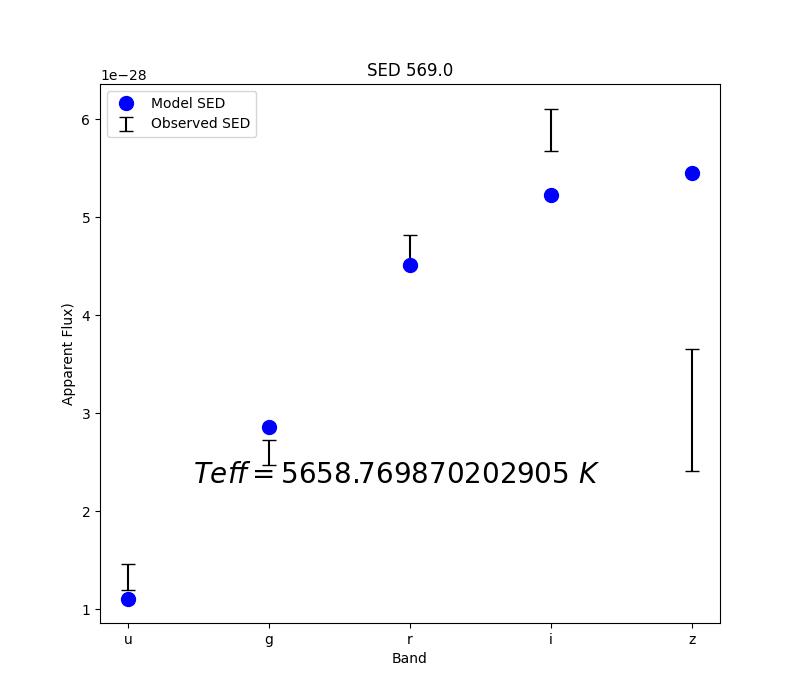 SED 569.0
1e−28
Model SED
Observed SED
6
5
4
3
2
1
Apparent Flux)
Teff = 5658.769870202905 K
u g r i z
Band